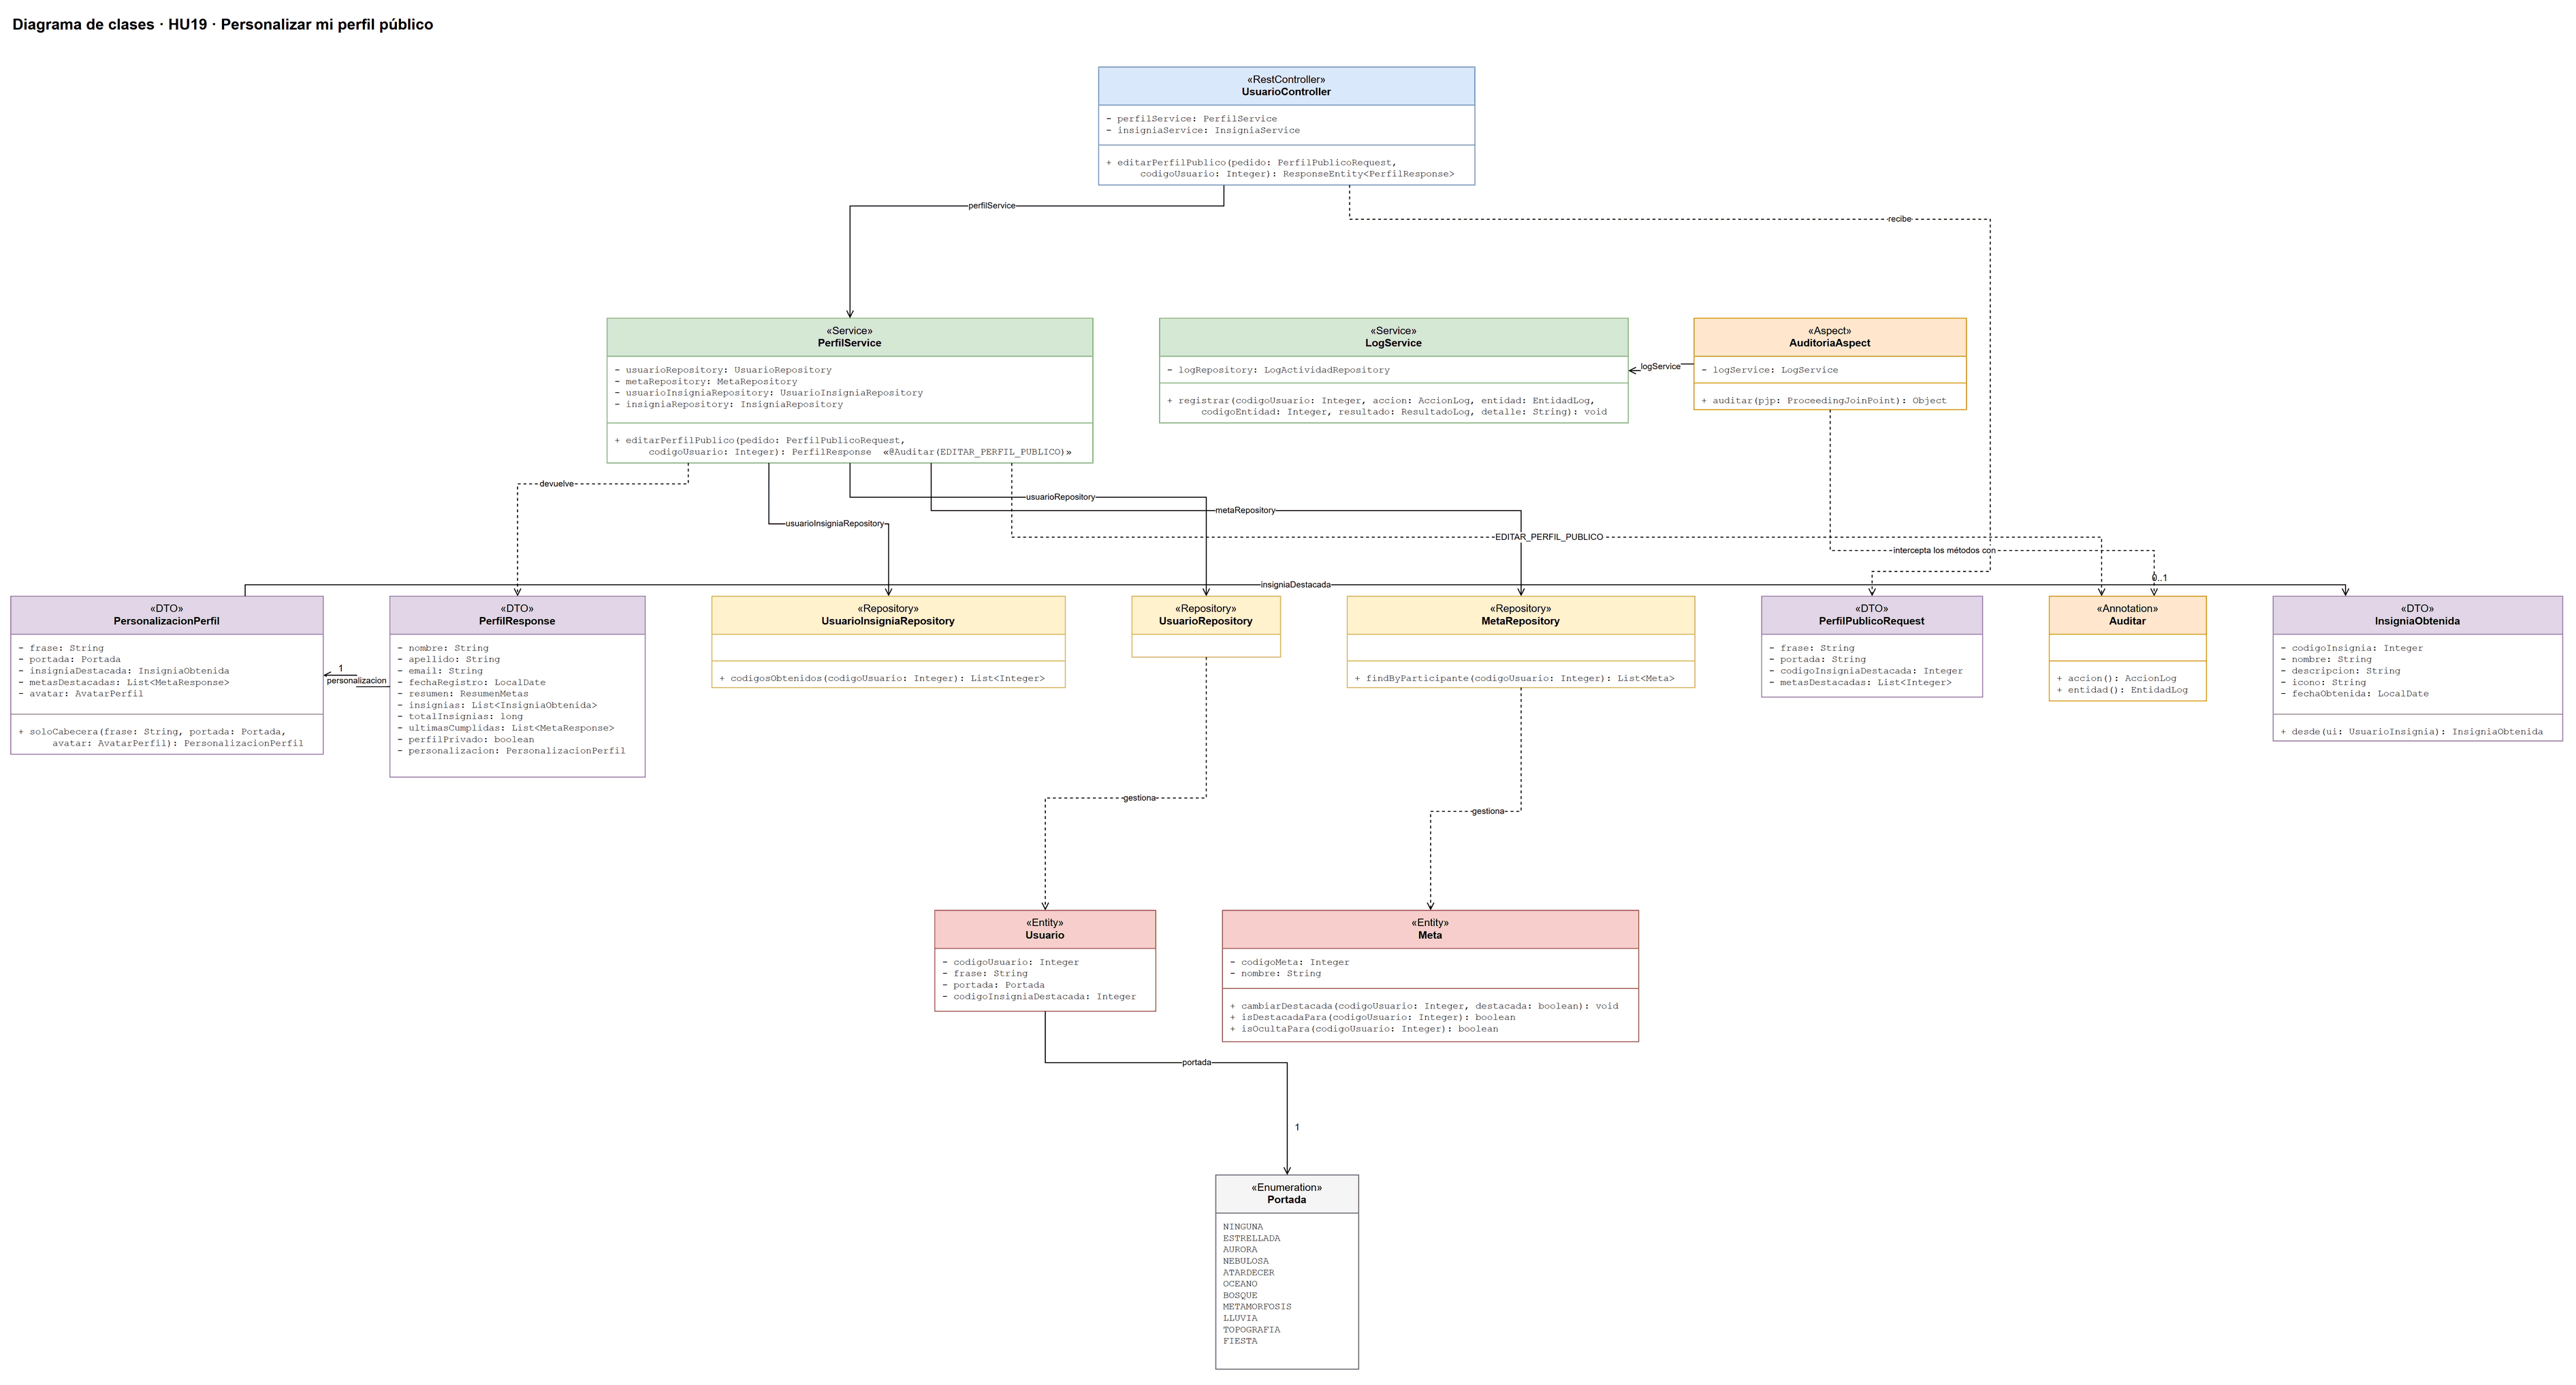 Diagrama de clases · HU19 · Personalizar mi perfil público
«RestController»
UsuarioController
- perfilService: PerfilService
- insigniaService: InsigniaService
+ editarPerfilPublico(pedido: PerfilPublicoRequest,
codigoUsuario: Integer): ResponseEntity<PerfilResponse>
perfilService
recibe
«Service»
PerfilService
- usuarioRepository: UsuarioRepository
- metaRepository: MetaRepository
- usuarioInsigniaRepository: UsuarioInsigniaRepository
- insigniaRepository: InsigniaRepository
+ editarPerfilPublico(pedido: PerfilPublicoRequest,
codigoUsuario: Integer): PerfilResponse «@Auditar(EDITAR_PERFIL_PUBLICO)»
«Service»
LogService
- logRepository: LogActividadRepository
+ registrar(codigoUsuario: Integer, accion: AccionLog, entidad: EntidadLog,
codigoEntidad: Integer, resultado: ResultadoLog, detalle: String): void
logService
«Aspect»
AuditoriaAspect
- logService: LogService
+ auditar(pjp: ProceedingJoinPoint): Object
devuelve
usuarioRepository
metaRepository
usuarioInsigniaRepository
EDITAR_PERFIL_PUBLICO
intercepta los métodos con
0..1
insigniaDestacada
«DTO»
PersonalizacionPerfil
- frase: String
- portada: Portada
- insigniaDestacada: InsigniaObtenida
- metasDestacadas: List<MetaResponse>
- avatar: AvatarPerfil
+ soloCabecera(frase: String, portada: Portada,
avatar: AvatarPerfil): PersonalizacionPerfil
1
personalizacion
«DTO»
PerfilResponse
- nombre: String
- apellido: String
- email: String
- fechaRegistro: LocalDate
- resumen: ResumenMetas
- insignias: List<InsigniaObtenida>
- totalInsignias: long
- ultimasCumplidas: List<MetaResponse>
- perfilPrivado: boolean
- personalizacion: PersonalizacionPerfil
«Repository»
UsuarioInsigniaRepository
+ codigosObtenidos(codigoUsuario: Integer): List<Integer>
«Repository»
UsuarioRepository
«Repository»
MetaRepository
+ findByParticipante(codigoUsuario: Integer): List<Meta>
«DTO»
PerfilPublicoRequest
- frase: String
- portada: String
- codigoInsigniaDestacada: Integer
- metasDestacadas: List<Integer>
«Annotation»
Auditar
+ accion(): AccionLog
+ entidad(): EntidadLog
«DTO»
InsigniaObtenida
- codigoInsignia: Integer
- nombre: String
- descripcion: String
- icono: String
- fechaObtenida: LocalDate
+ desde(ui: UsuarioInsignia): InsigniaObtenida
gestiona
gestiona
«Entity»
Usuario
- codigoUsuario: Integer
- frase: String
- portada: Portada
- codigoInsigniaDestacada: Integer
«Entity»
Meta
- codigoMeta: Integer
- nombre: String
+ cambiarDestacada(codigoUsuario: Integer, destacada: boolean): void
+ isDestacadaPara(codigoUsuario: Integer): boolean
+ isOcultaPara(codigoUsuario: Integer): boolean
portada
1
«Enumeration»
Portada
NINGUNA
ESTRELLADA
AURORA
NEBULOSA
ATARDECER
OCEANO
BOSQUE
METAMORFOSIS
LLUVIA
TOPOGRAFIA
FIESTA